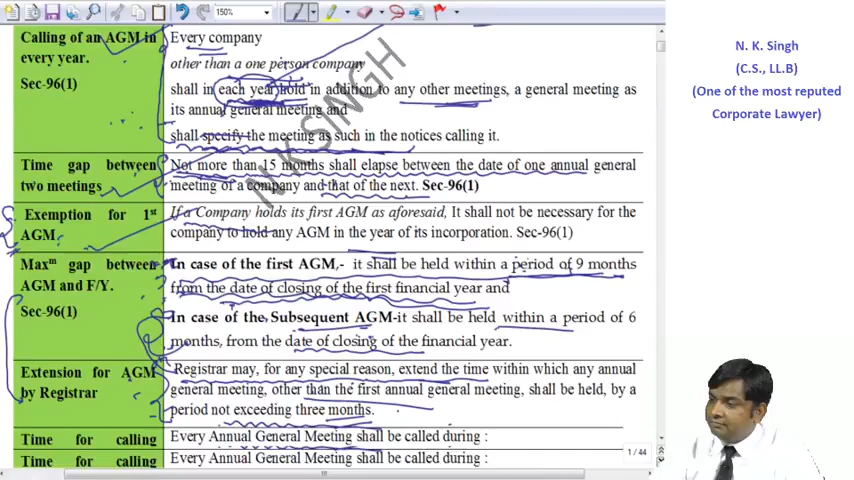 150%
N. K. Singh
(C.S., LL.B)
(One of the most reputed
Corporate Lawyer)
Calling of an AGM in
every year.
Sec-96(1)
Every company
other than a one person company
shall in each year hold in addition to any other meetings, a general meeting as
its annual general meeting and
shall specify the meeting as such in the notices calling it.
Time gap between
two meetings
Not more than 15 months shall elapse between the date of one annual general
meeting of a company and that of the next. Sec-96(1)
Exemption for 1st
AGM
If a Company holds its first AGM as aforesaid, It shall not be necessary for the
company to hold any AGM in the year of its incorporation. Sec-96(1)
Maxm gap between
AGM and F/Y.
Sec-96(1)
In case of the first AGM,- it shall be held within a period of 9 months
from the date of closing of the first financial year and
In case of the Subsequent AGM-it shall be held within a period of 6
months, from the date of closing of the financial year.
Extension for AGM
by Registrar
Registrar may, for any special reason, extend the time within which any annual
general meeting, other than the first annual general meeting, shall be held, by a
period not exceeding three months.
Time for calling
Every Annual General Meeting shall be called during :
Time for calling
Every Annual General Meeting shall be called during :
N K SINGH
1 / 44